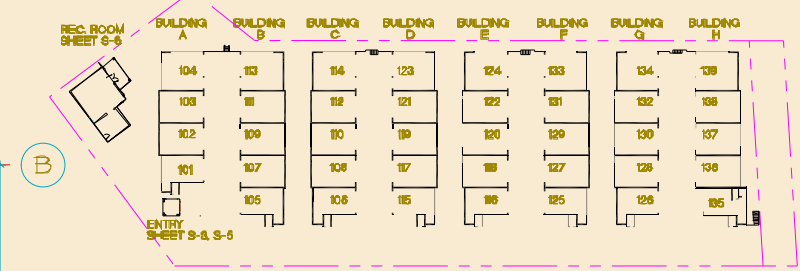 REC. ROOM
SHEET S-6
BUILDING
A
BUILDING
B
BUILDING
C
BUILDING
D
BUILDING
E
BUILDING
F
BUILDING
G
BUILDING
H
104 113 114 123 124 133 134 139
103 111 112 121 122 131 132 138
102 109 110 119 120 129 130 137
101 107 108 117 118 127 128 136
105 106 115 116 125 126 135
B
ENTRY
SHEET S-3, S-5